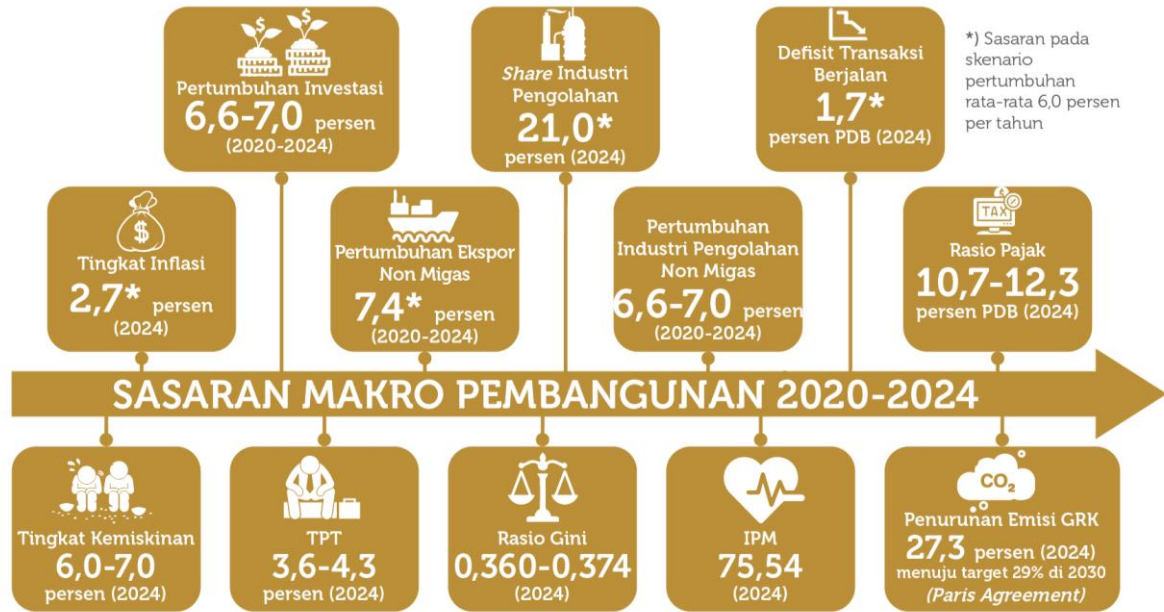 Pertumbuhan Investasi
6,6-7,0 persen
(2020-2024)
Share Industri
Pengolahan
21,0*
persen (2024)
Defisit Transaksi
Berjalan
1,7*
persen PDB (2024)
*) Sasaran pada
skenario
pertumbuhan
rata-rata 6,0 persen
per tahun
$
Tingkat Inflasi
2,7* persen
(2024)
Pertumbuhan Ekspor
Non Migas
7,4* persen
(2020-2024)
Pertumbuhan
Industri Pengolahan
Non Migas
6,6-7,0 persen
(2020-2024)
TAX
Rasio Pajak
10,7-12,3
persen PDB (2024)
SASARAN MAKRO PEMBANGUNAN 2020-2024
Tingkat Kemiskinan
6,0-7,0
persen (2024)
TPT
3,6-4,3
persen (2024)
Rasio Gini
0,360-0,374
(2024)
IPM
75,54
(2024)
CO₂
Penurunan Emisi GRK
27,3 persen (2024)
menuju target 29% di 2030
(Paris Agreement)